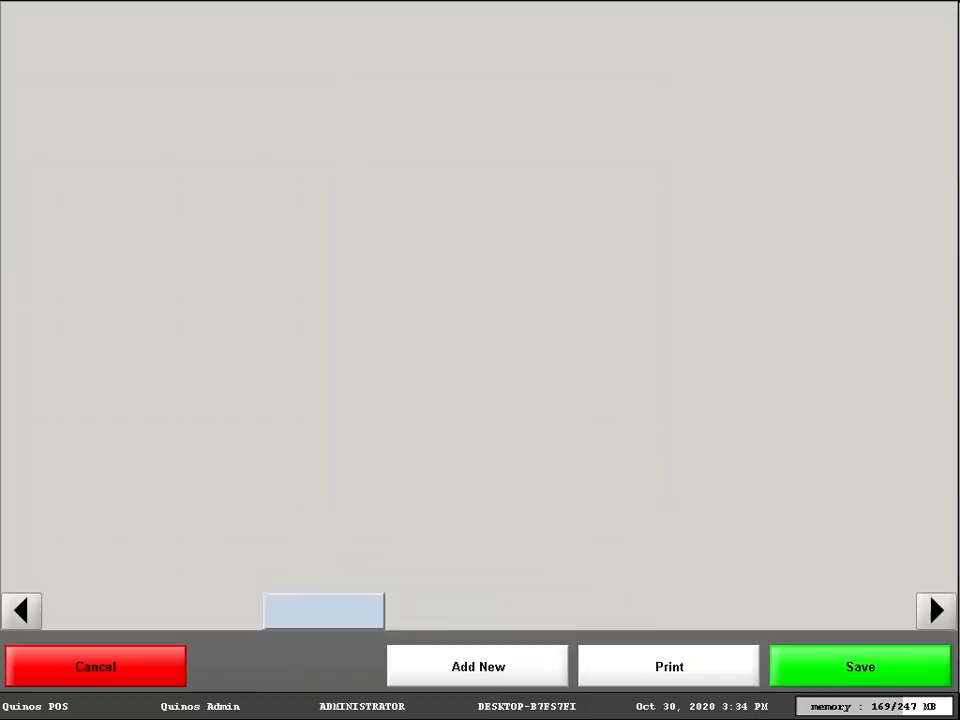 Cancel Add New Print Save
Quinos POS Quinos Admin ADMINISTRATOR DESKTOP-B7FS7EI Oct 30, 2020 3:34 PM memory : 169/247 MB